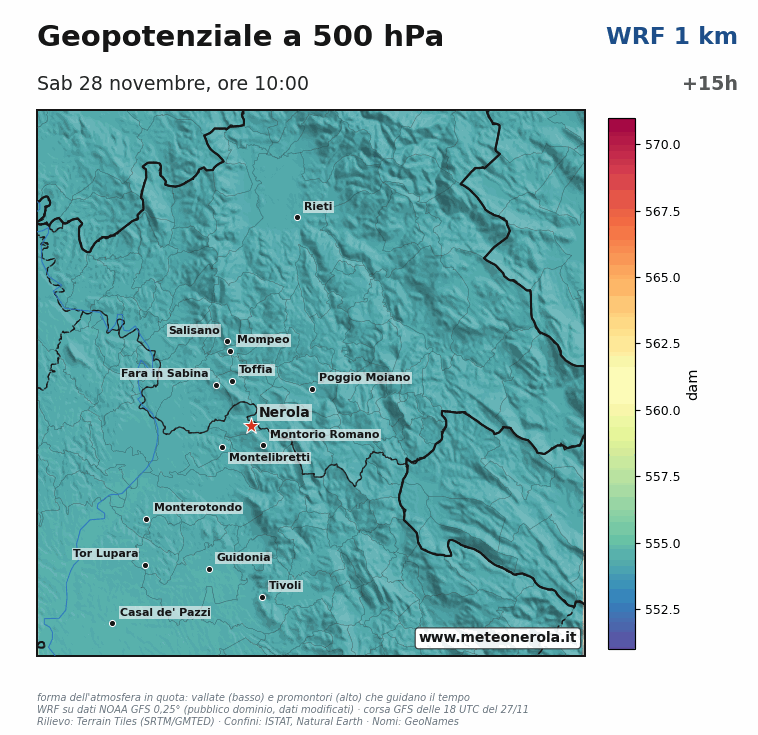 Geopotenziale a 500 hPa
WRF 1 km
Sab 28 novembre, ore 10:00
+15h
Rieti
Salisano
Mompeo
Toffia
Fara in Sabina
Poggio Moiano
Nerola
Montorio Romano
Montelibretti
Monterotondo
Tor Lupara
Guidonia
Tivoli
Casal de' Pazzi
www.meteonerola.it
570.0
567.5
565.0
562.5
560.0
557.5
555.0
552.5
dam
forma dell'atmosfera in quota: vallate (basso) e promontori (alto) che guidano il tempo
WRF su dati NOAA GFS 0,25° (pubblico dominio, dati modificati) · corsa GFS delle 18 UTC del 27/11
Rilievo: Terrain Tiles (SRTM/GMTED) · Confini: ISTAT, Natural Earth · Nomi: GeoNames